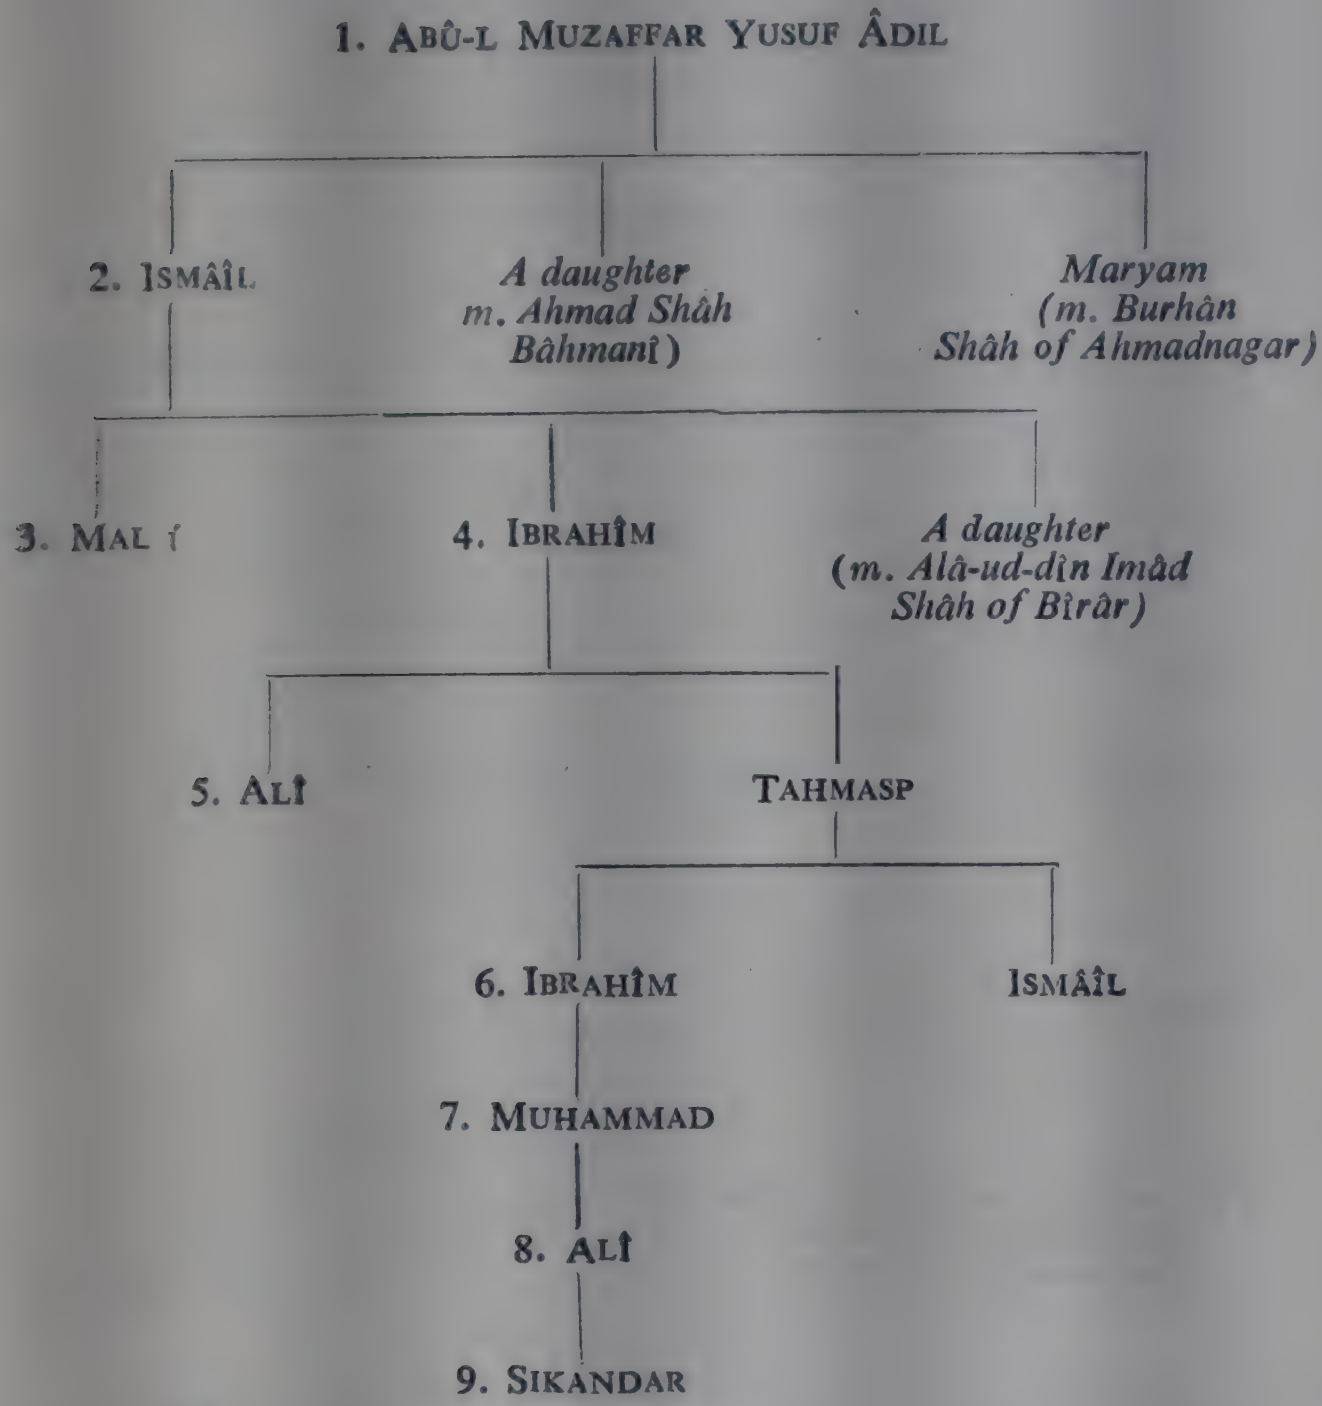 1. ABÛ-L MUZAFFAR YUSUF ÂDIL
2. ISMÂÎL
A daughter
m. Ahmad Shâh
Bâhmanî)
Maryam
(m. Burhân
Shâh of Ahmadnagar)
3. MAL
4. IBRAHÎM
A daughter
(m. Alâ-ud-dîn Imâd
Shâh of Bîrâr)
5. ALÎ
TAHMASP
6. IBRAHÎM
ISMÂÎL
7. MUHAMMAD
8. ALÎ
9. SIKANDAR